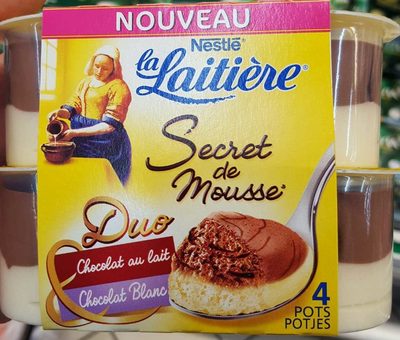 NOUVEAU
Nestlé
la Laitière®
Secret
de
Mousse
Duo
Chocolat au lait
Chocolat Blanc
4
POTS
POTJES